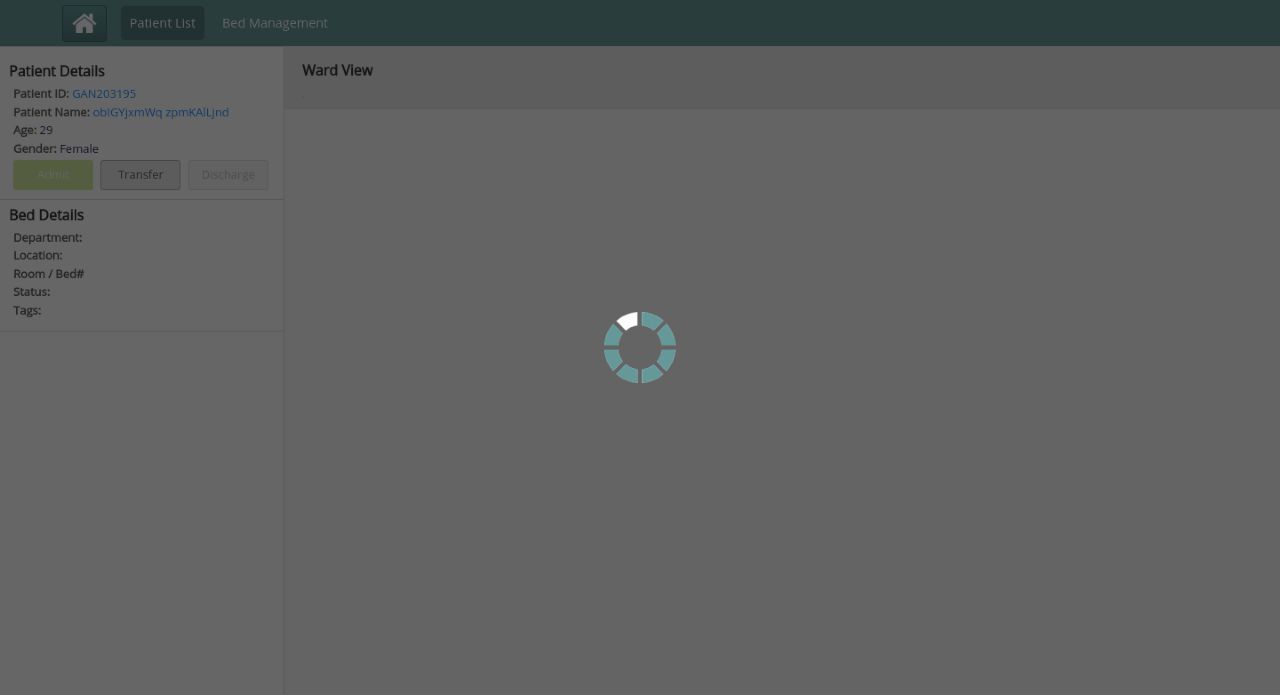 Patient List
Bed Management
Patient Details
Patient ID: GAN203195
Patient Name: obIGYjxmWq zpmKAlLjnd
Age: 29
Gender: Female
Admit
Transfer
Discharge
Bed Details
Department:
Location:
Room / Bed#
Status:
Tags:
Ward View